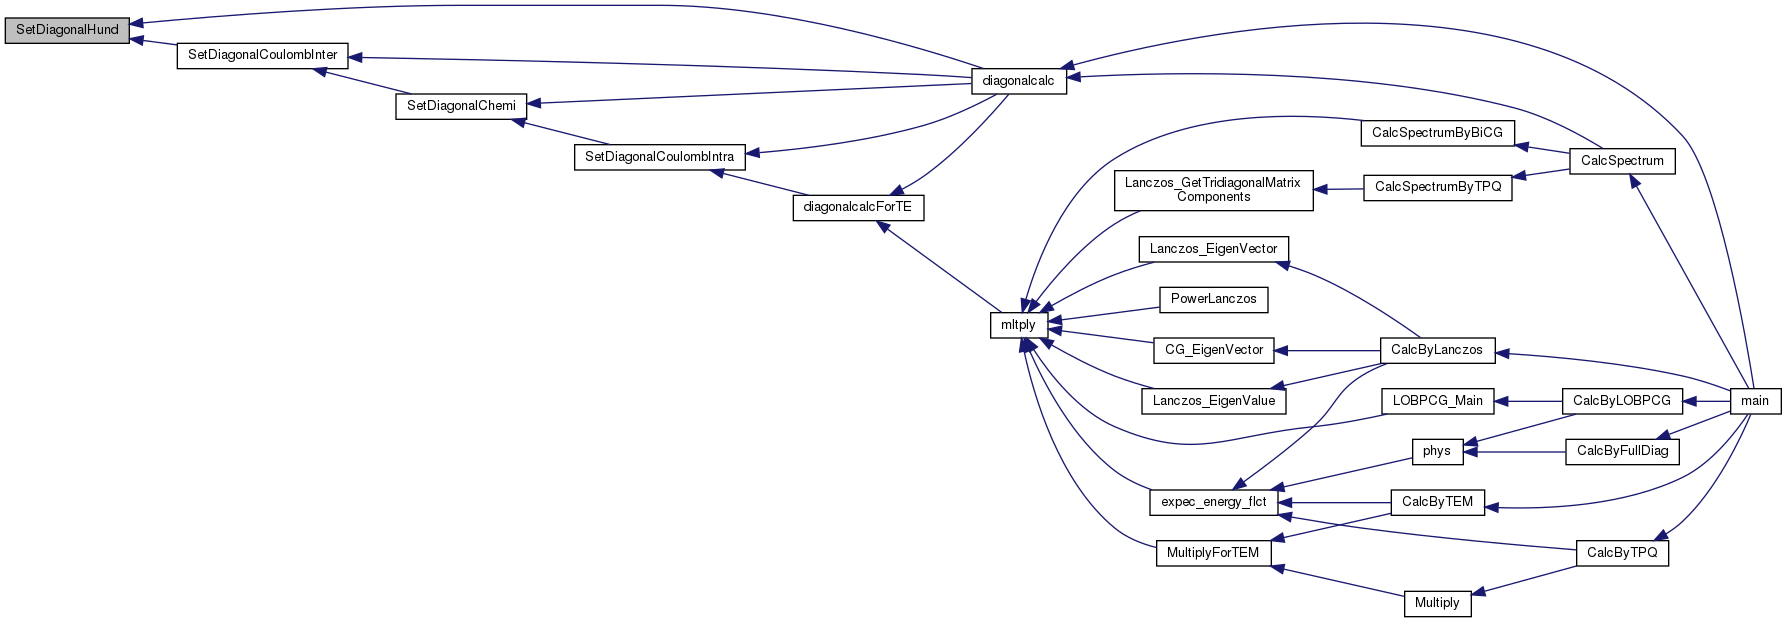 SetDiagonalHund
SetDiagonalCoulombInter
SetDiagonalChemi
SetDiagonalCoulombIntra
diagonalcalcForTE
diagonalcalc
mltply
CalcSpectrumByBiCG
Lanczos_GetTridiagonalMatrix
Components
CalcSpectrumByTPQ
CalcSpectrum
Lanczos_EigenVector
PowerLanczos
CG_EigenVector
Lanczos_EigenValue
CalcByLanczos
LOBPCG_Main
CalcByLOBPCG
main
phys
CalcByFullDiag
expec_energy_flct
CalcByTEM
MultiplyForTEM
CalcByTPQ
Multiply